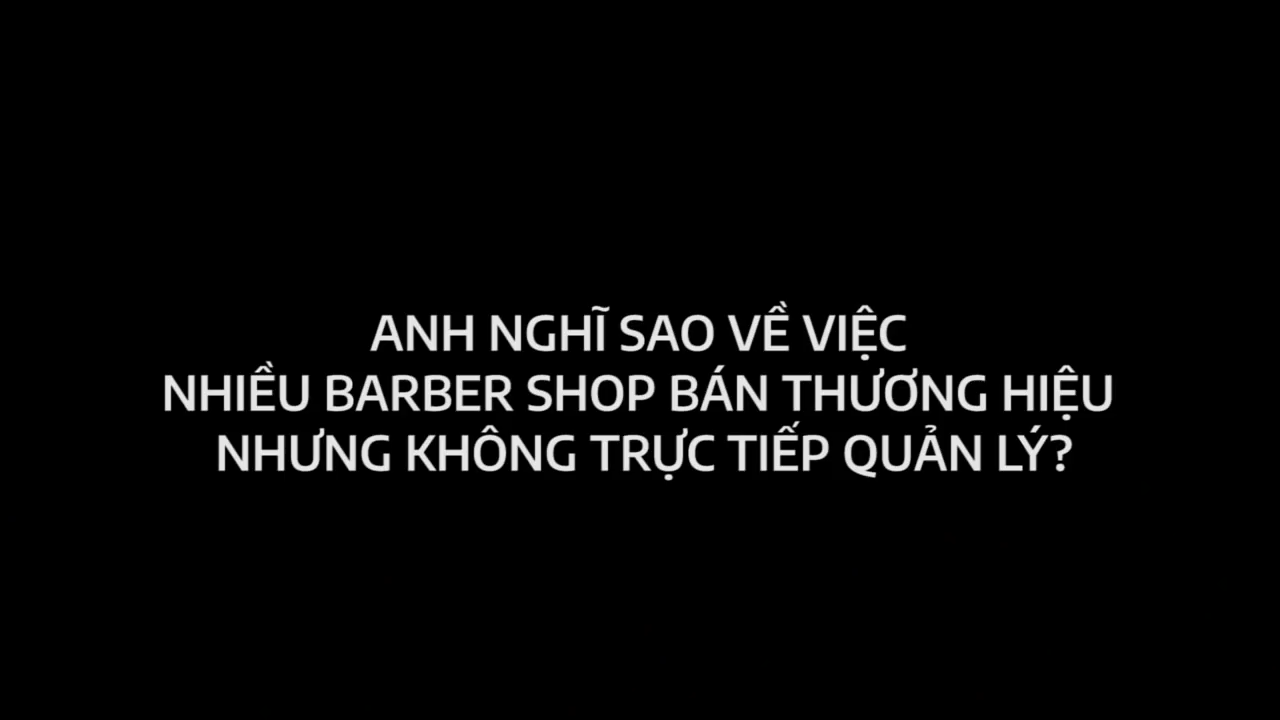 ANH NGHĨ SAO VỀ VIỆC
NHIỀU BARBER SHOP BÁN THƯƠNG HIỆU
NHƯNG KHÔNG TRỰC TIẾP QUẢN LÝ?